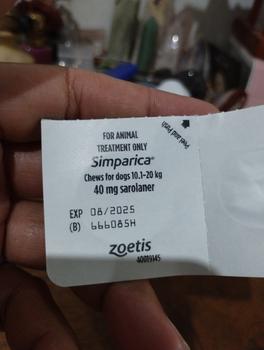 FOR ANIMAL
TREATMENT ONLY
Simparica®
Chews for dogs 10.1-20 kg
40 mg sarolaner
EXP 08/2025
(B) 666085H
zoetis
40019145
Peel and Push